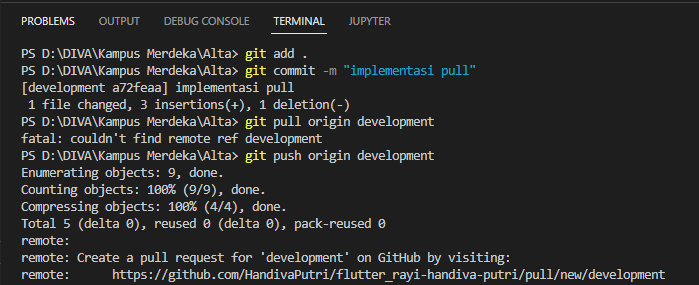 PROBLEMS OUTPUT DEBUG CONSOLE TERMINAL JUPYTER
PS D:\DIVA\Kampus Merdeka\Alta> git add .
PS D:\DIVA\Kampus Merdeka\Alta> git commit -m "implementasi pull"
[development a72feaa] implementasi pull
 1 file changed, 3 insertions(+), 1 deletion(-)
PS D:\DIVA\Kampus Merdeka\Alta> git pull origin development
fatal: couldn't find remote ref development
PS D:\DIVA\Kampus Merdeka\Alta> git push origin development
Enumerating objects: 9, done.
Counting objects: 100% (9/9), done.
Compressing objects: 100% (4/4), done.
Total 5 (delta 0), reused 0 (delta 0), pack-reused 0
remote:
remote: Create a pull request for 'development' on GitHub by visiting:
remote:      https://github.com/HandivaPutri/flutter_rayi-handiva-putri/pull/new/development